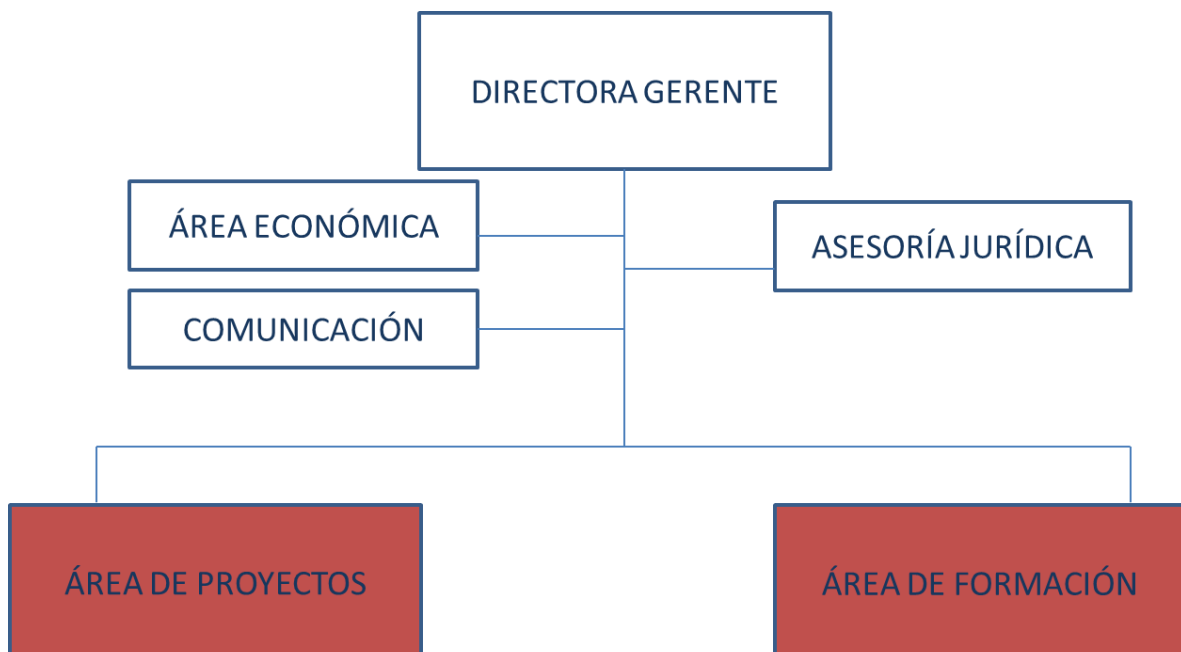 DIRECTORA GERENTE
ÁREA ECONÓMICA
ASESORÍA JURÍDICA
COMUNICACIÓN
ÁREA DE PROYECTOS
ÁREA DE FORMACIÓN